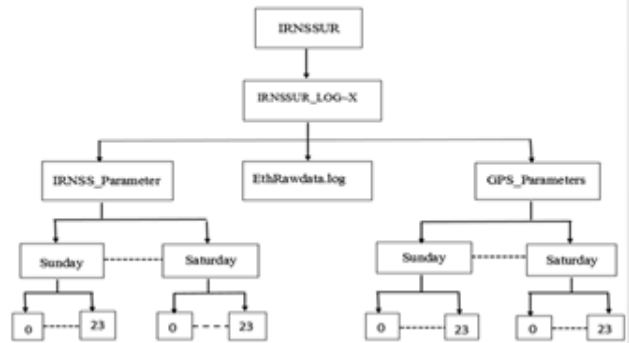 IRNSSUR
IRNSSUR_LOG-X
IRNSS_Parameter
EthRawdata.log
GPS_Parameters
Sunday
Saturday
Sunday
Saturday
0
23
0
23
0
23
0
23